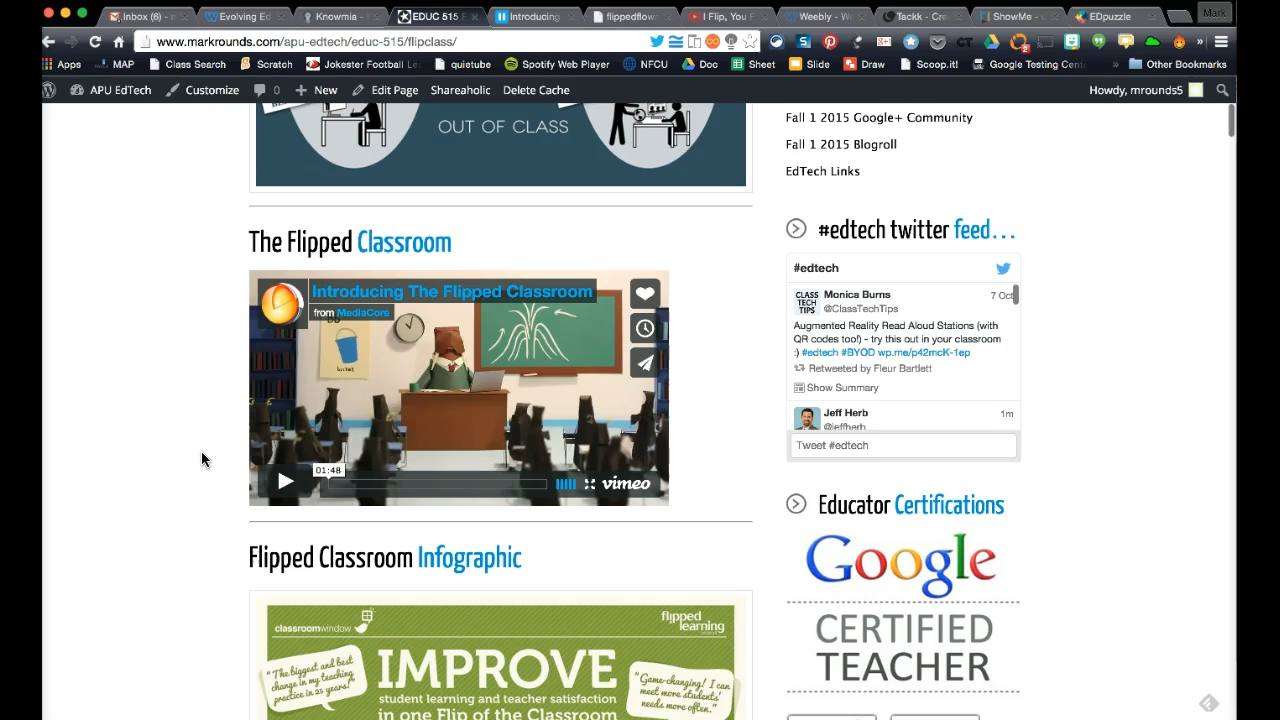 Inbox (6) - m
Evolving Ed
Knowmia -
EDUC 515 F
Introducing
flippedflow
I Flip, You F
Weebly - W
Tackk - Cre
ShowMe -
EDpuzzle
Mark
www.markrounds.com/apu-edtech/educ-515/flipclass/
Apps
MAP
Class Search
Scratch
Jokester Football Le
quietube
Spotify Web Player
NFCU
Doc
Sheet
Slide
Draw
Scoop.it!
Google Testing Cent
Other Bookmarks
APU EdTech
Customize
0
New
Edit Page
Shareaholic
Delete Cache
Howdy, mrounds5
OUT OF CLASS
The Flipped Classroom
Introducing The Flipped Classroom
from MediaCore
bucket
01:48
vimeo
Flipped Classroom Infographic
classroomwindow
flipped
learning
"The biggest and best
change in my teaching
practice in 25 years!"
IMPROVE
student learning and teacher satisfaction
in one Flip of the Classroom
"Game-changing! I can
meet more students'
needs more often."
Fall 1 2015 Google+ Community
Fall 1 2015 Blogroll
EdTech Links
#edtech twitter feed...
#edtech
CLASS
TECH
TIPS
Monica Burns
7 Oct
@ClassTechTips
Augmented Reality Read Aloud Stations (with
QR codes too!) - try this out in your classroom
:) #edtech #BYOD wp.me/p42mcK-1ep
Retweeted by Fleur Bartlett
Show Summary
Jeff Herb
1m
@jeffherb
Tweet #edtech
Educator Certifications
Google
CERTIFIED
TEACHER